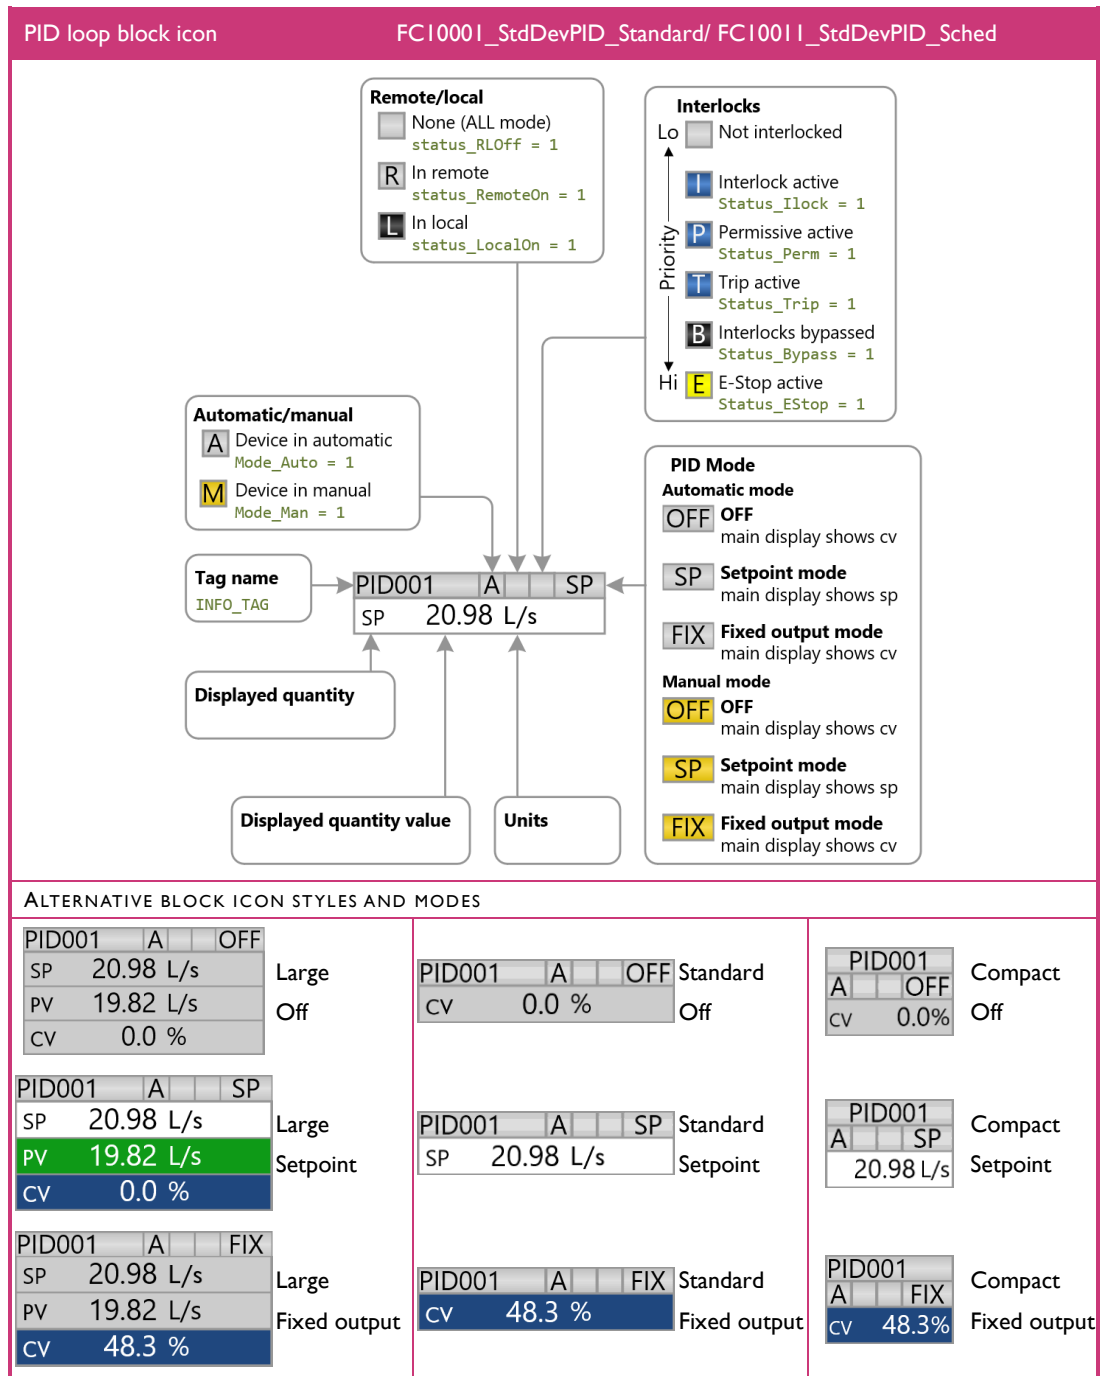 PID loop block icon
FC10001_StdDevPID_Standard/ FC10011_StdDevPID_Sched
Remote/local
None (ALL mode)
status_RLOff = 1
R In remote
status_RemoteOn = 1
L In local
status_LocalOn = 1
Interlocks
Lo Not interlocked
I Interlock active
Status_Ilock = 1
P Permissive active
Status_Perm = 1
Priority
T Trip active
Status_Trip = 1
B Interlocks bypassed
Status_Bypass = 1
Hi E E-Stop active
Status_EStop = 1
Automatic/manual
A Device in automatic
Mode_Auto = 1
M Device in manual
Mode_Man = 1
PID Mode
Automatic mode
OFF OFF
main display shows cv
SP Setpoint mode
main display shows sp
FIX Fixed output mode
main display shows cv
Manual mode
OFF OFF
main display shows cv
SP Setpoint mode
main display shows sp
FIX Fixed output mode
main display shows cv
Tag name
INFO_TAG
PID001 A SP
SP 20.98 L/s
Displayed quantity
Displayed quantity value
Units
ALTERNATIVE BLOCK ICON STYLES AND MODES
PID001 A OFF
SP 20.98 L/s
PV 19.82 L/s
CV 0.0 %
Large
Off
PID001 A OFF
CV 0.0 %
Standard
Off
PID001
A OFF
CV 0.0%
Compact
Off
PID001 A SP
SP 20.98 L/s
PV 19.82 L/s
CV 0.0 %
Large
Setpoint
PID001 A SP
SP 20.98 L/s
Standard
Setpoint
PID001
A SP
20.98 L/s
Compact
Setpoint
PID001 A FIX
SP 20.98 L/s
PV 19.82 L/s
CV 48.3 %
Large
Fixed output
PID001 A FIX
CV 48.3 %
Standard
Fixed output
PID001
A FIX
CV 48.3%
Compact
Fixed output